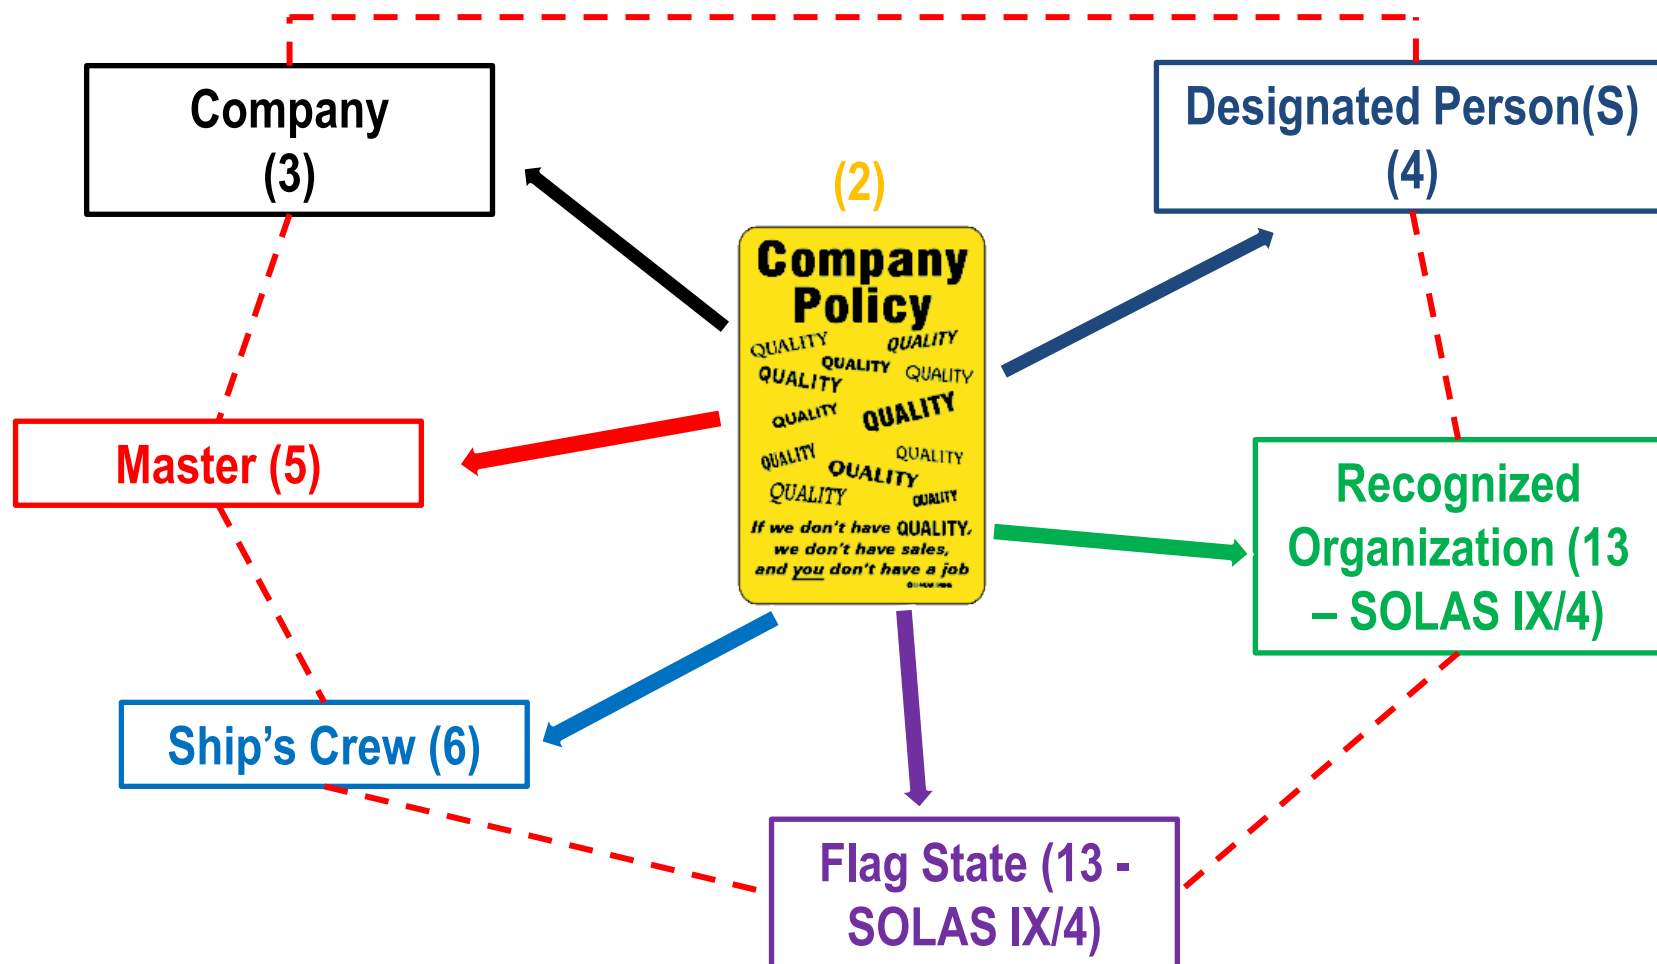 Company
(3)
Designated Person(S)
(4)
(2)
Company
Policy
QUALITY
QUALITY
QUALITY
QUALITY
QUALITY
QUALITY
QUALITY
QUALITY
QUALITY
QUALITY
QUALITY
QUALITY
If we don't have QUALITY,
we don't have sales,
and you don't have a job
Master (5)
Recognized
Organization (13
– SOLAS IX/4)
Ship’s Crew (6)
Flag State (13 -
SOLAS IX/4)